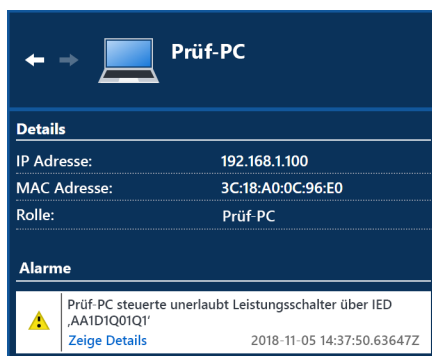 Prüf-PC
Details
IP Adresse: 192.168.1.100
MAC Adresse: 3C:18:A0:0C:96:E0
Rolle: Prüf-PC
Alarme
Prüf-PC steuerte unerlaubt Leistungsschalter über IED
‚AA1D1Q01Q1‘
Zeige Details 2018-11-05 14:37:50.63647Z